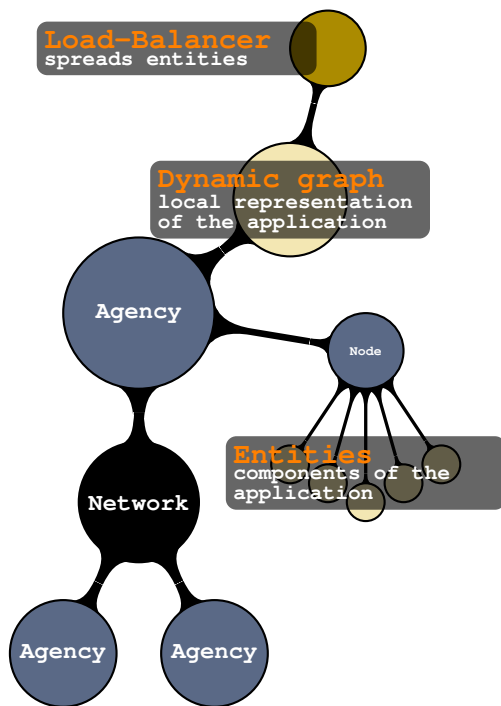 Load-Balancer
spreads entities
Dynamic graph
local representation
of the application
Agency
Node
Entities
components of the
application
Network
Agency
Agency